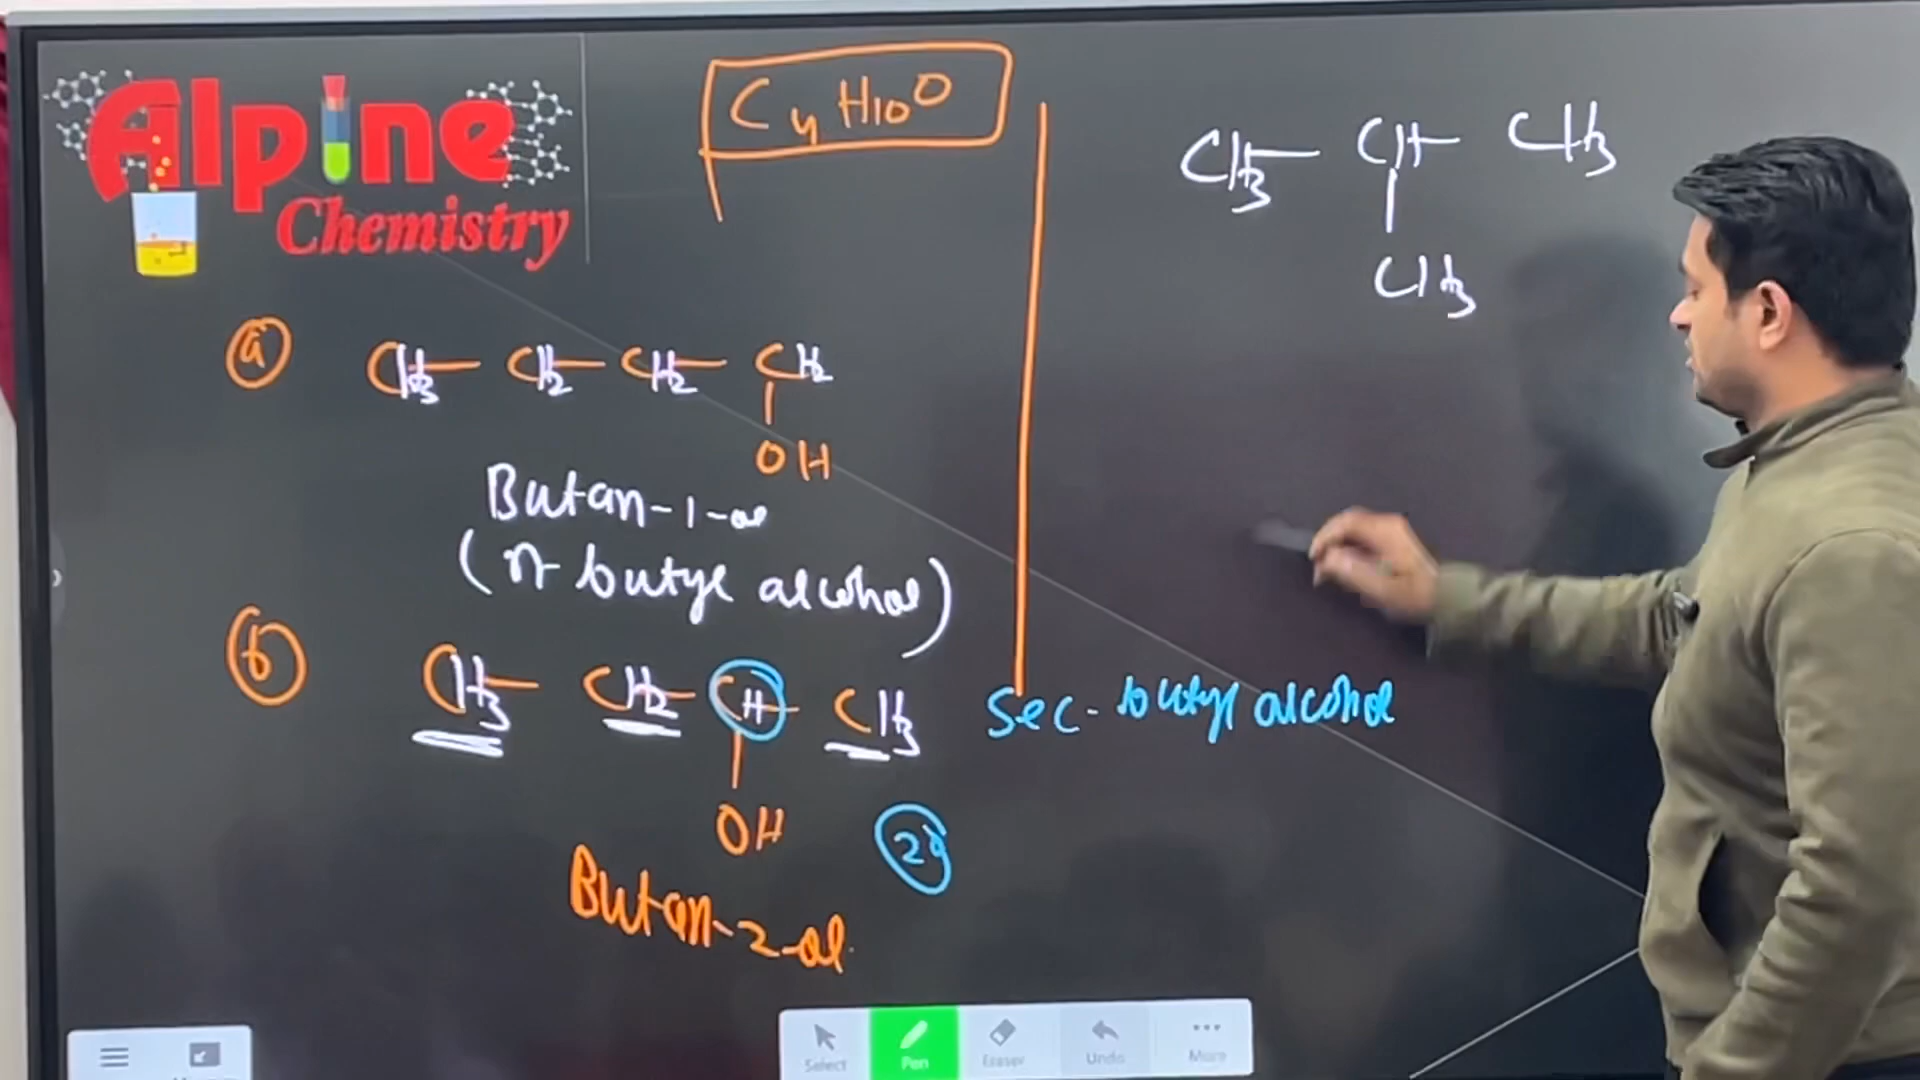 Alpine
Chemistry
C4H10O
(a) CH3- CH2- CH2- CH2
OH
Butan-1-ol
(n-butyl alcohol)
(b) CH3- CH2- CH- CH3
OH
2°
Butan-2-ol.
CH3- CH- CH3
CH3
Sec-butyl alcohol
Select Pen Eraser Undo More